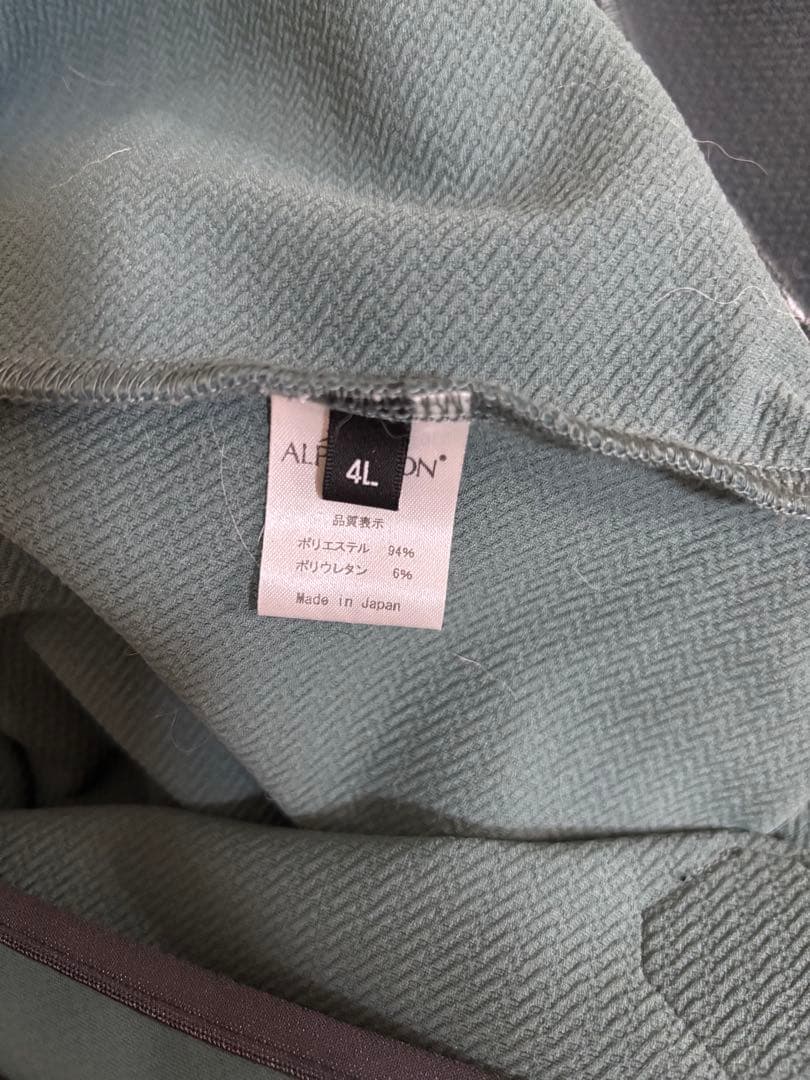 4L
品質表示
ポリエステル 94%
ポリウレタン 6%
Made in Japan